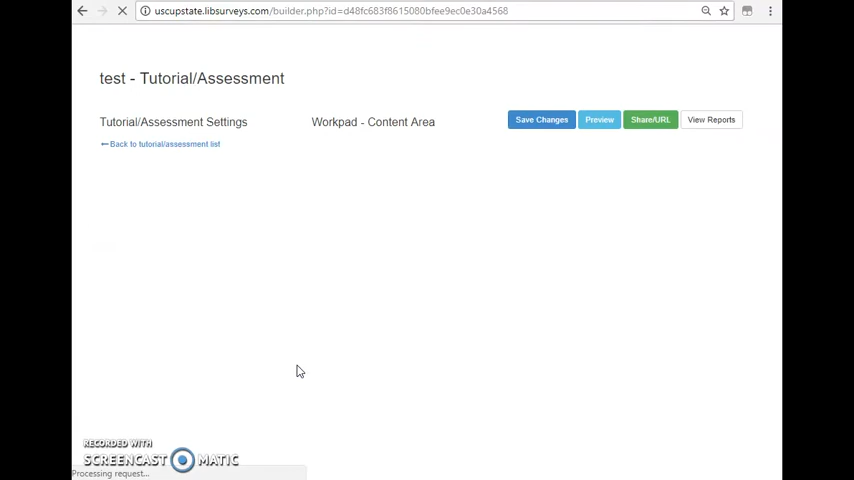 uscupstate.libsurveys.com/builder.php?id=d48fc683f8615080bfee9ec0e30a4568
test - Tutorial/Assessment
Tutorial/Assessment Settings
Workpad - Content Area
Save Changes
Preview
Share/URL
View Reports
Back to tutorial/assessment list
RECORDED WITH
SCREENCAST MATIC
Processing request...